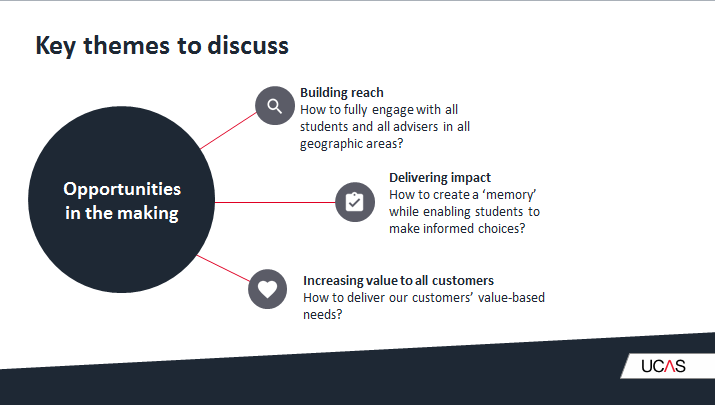 Key themes to discuss
Building reach
How to fully engage with all
students and all advisers in all
geographic areas?
Opportunities
in the making
Delivering impact
How to create a ‘memory’
while enabling students to
make informed choices?
Increasing value to all customers
How to deliver our customers’ value-based
needs?
UCAS